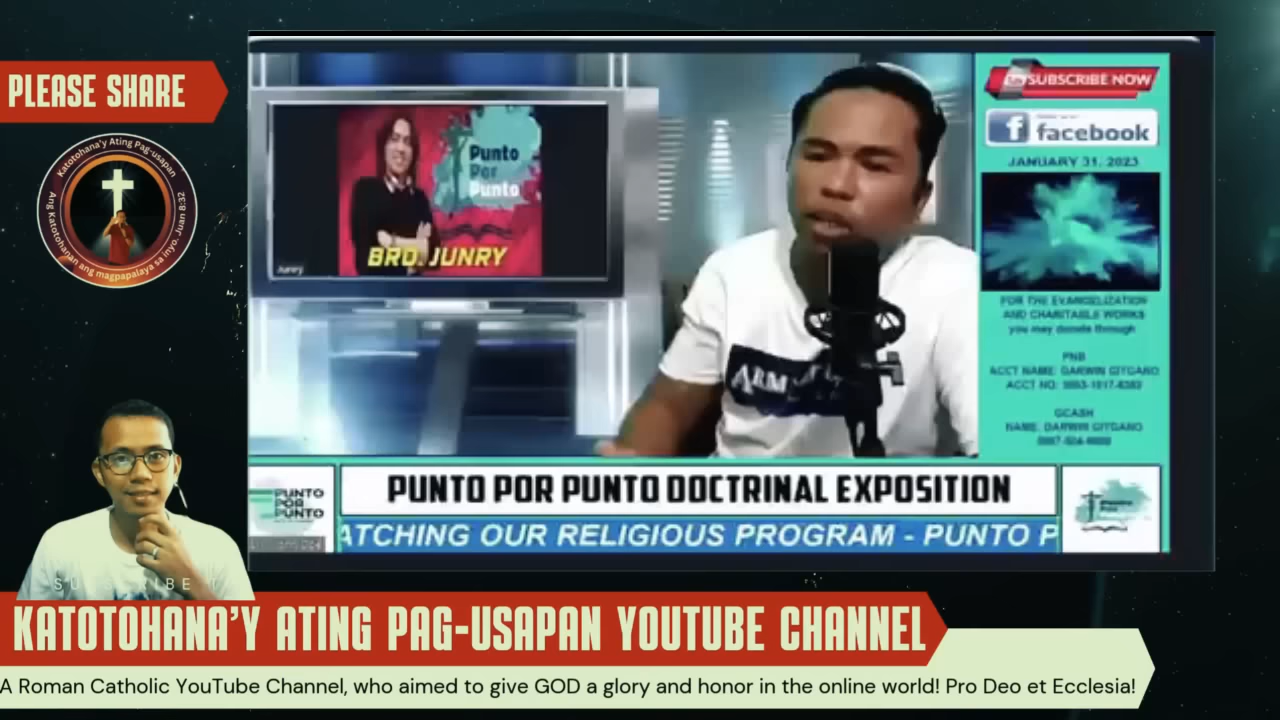 PLEASE SHARE
Katotohana'y Ating Pag-usapan
Ang Katotohanan ang magpapalaya sa inyo. Juan 8:32
Punto
Por
Punto
BRO. JUNRY
Junry
SUBSCRIBE NOW
facebook
JANUARY 31, 2023
FOR THE EVANGELIZATION
AND CHARITABLE WORKS
you may donate through
PNB
ACCT NAME: DARWIN GITGANO
ACCT NO:
GCASH
NAME: DARWIN GITGANO
ARM
PUNTO
POR
PUNTO
PUNTO POR PUNTO DOCTRINAL EXPOSITION
ATCHING OUR RELIGIOUS PROGRAM - PUNTO P
KATOTOHANA'Y ATING PAG-USAPAN YOUTUBE CHANNEL
A Roman Catholic YouTube Channel, who aimed to give GOD a glory and honor in the online world! Pro Deo et Ecclesia!